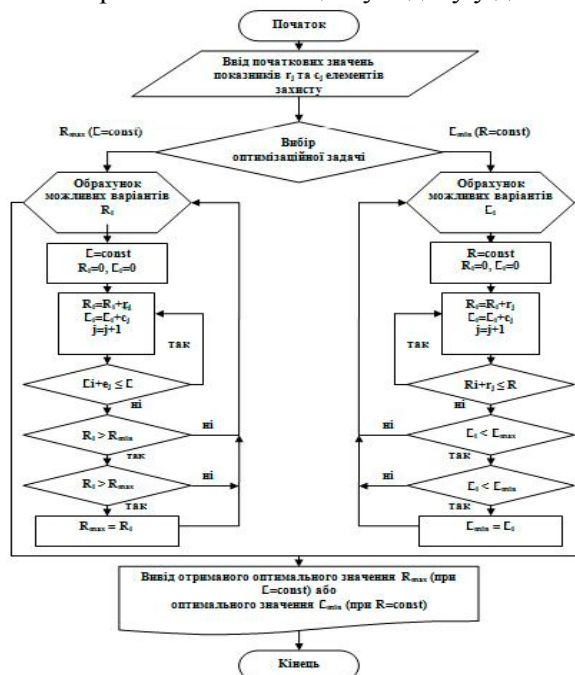 Початок
Ввід початкових значень
показників rⱼ та cⱼ елементів
захисту
Rmax (C=const)
Cmin (R=const)
Вибір
оптимізаційної задачі
Обрахунок
можливих варіантів
Rᵢ
C=const
Rᵢ=0, Cᵢ=0
Rᵢ=Rᵢ+rⱼ
Cᵢ=Cᵢ+cⱼ
j=j+1
так
Ci+cⱼ ≤ C
ні
Rᵢ > Rmin
ні
так
Rᵢ > Rmax
ні
так
Rmax = Rᵢ
Обрахунок
можливих варіантів
Cᵢ
R=const
Rᵢ=0, Cᵢ=0
Rᵢ=Rᵢ+rⱼ
Cᵢ=Cᵢ+cⱼ
j=j+1
так
Ri+rⱼ ≤ R
ні
Cᵢ < Cmax
ні
так
Cᵢ < Cmin
ні
так
Cmin = Cᵢ
Вивід отриманого оптимального значення Rmax (при
C=const) або
оптимального значення Cmin (при R=const)
Кінець